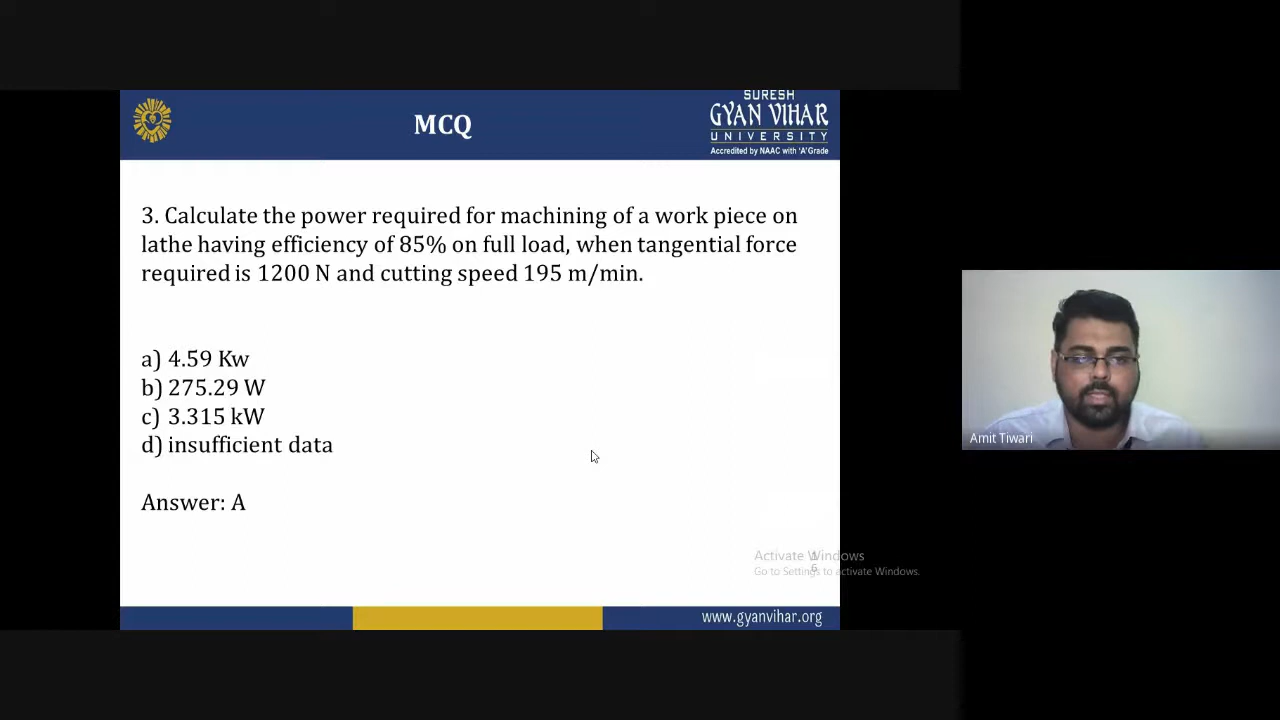 SURESH
GYAN VIHAR
UNIVERSITY
Accredited by NAAC with 'A' Grade
MCQ
3. Calculate the power required for machining of a work piece on
lathe having efficiency of 85% on full load, when tangential force
required is 1200 N and cutting speed 195 m/min.
a) 4.59 Kw
b) 275.29 W
c) 3.315 kW
d) insufficient data
Answer: A
Amit Tiwari
Activate Windows
Go to Settings to activate Windows.
www.gyanvihar.org